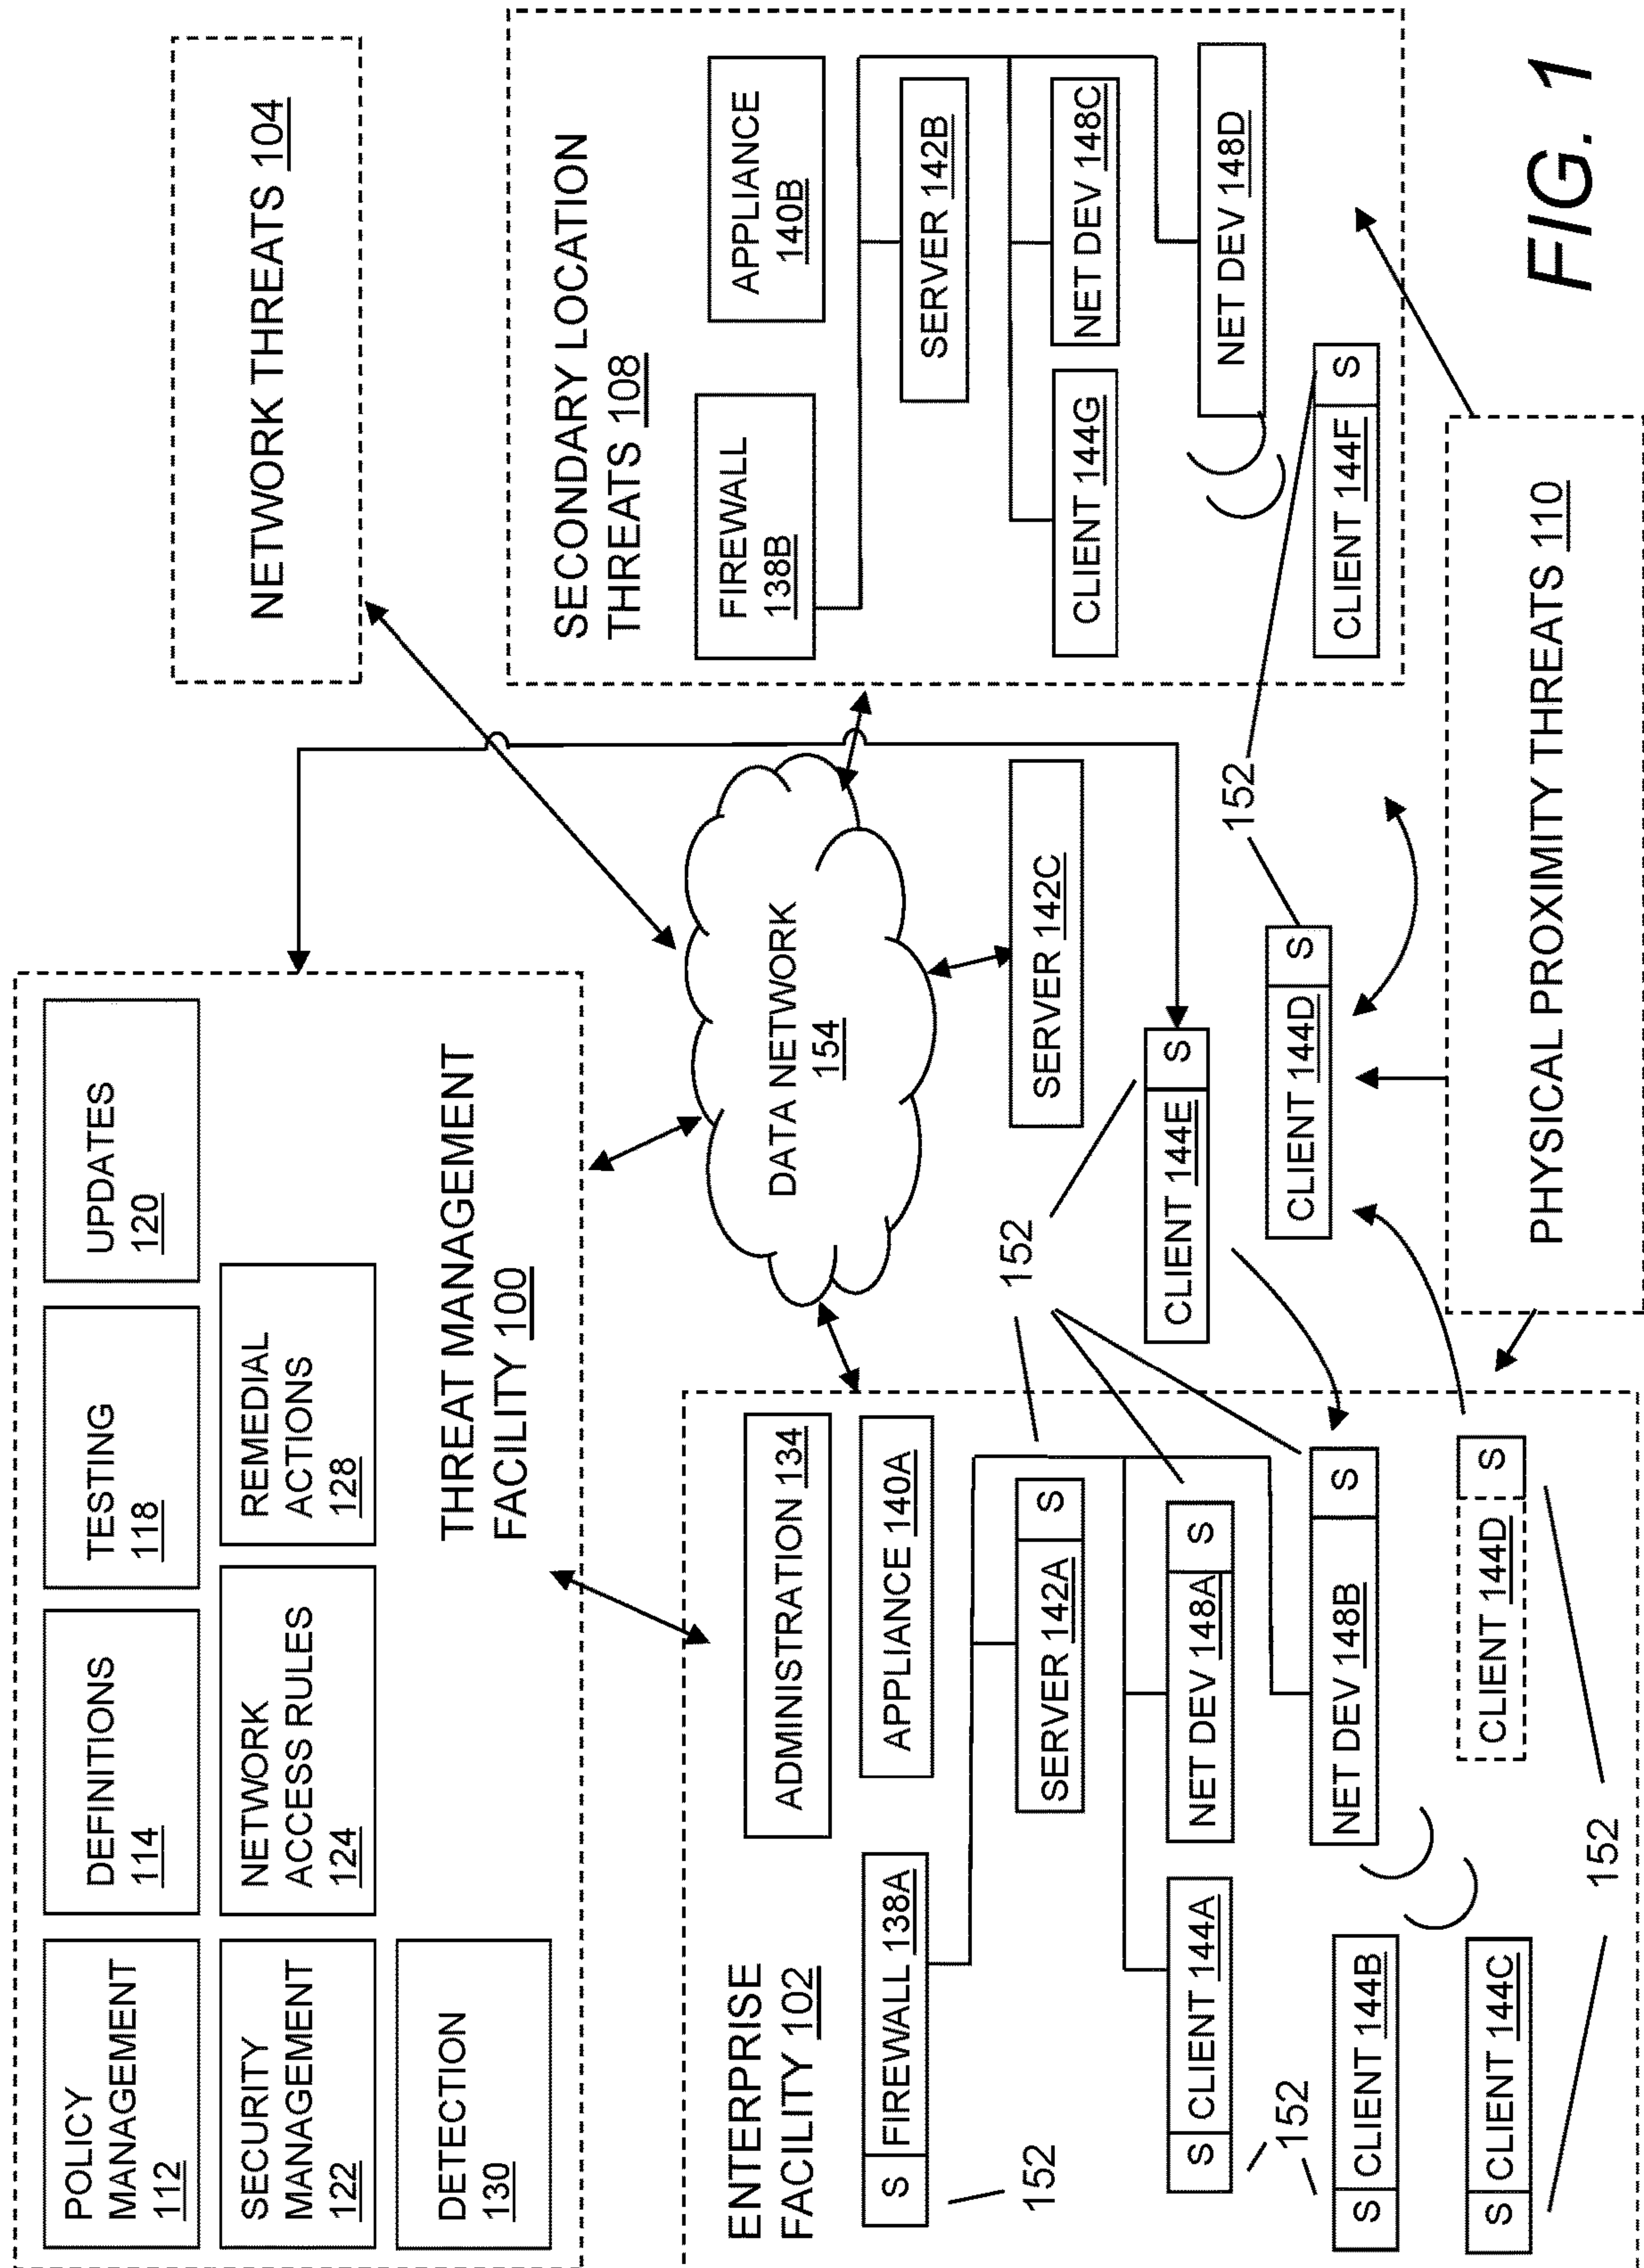 POLICY
MANAGEMENT
112
DEFINITIONS
114
TESTING
118
UPDATES
120
SECURITY
MANAGEMENT
122
NETWORK
ACCESS RULES
124
REMEDIAL
ACTIONS
128
DETECTION
130
THREAT MANAGEMENT
FACILITY 100
NETWORK THREATS 104
ENTERPRISE
FACILITY 102
ADMINISTRATION 134
S FIREWALL 138A
APPLIANCE 140A
152
SERVER 142A S
S CLIENT 144A
NET DEV 148A S
152
NET DEV 148B S
S CLIENT 144B
S CLIENT 144C
CLIENT 144D S
152
DATA NETWORK
154
SERVER 142C
152
CLIENT 144E S
CLIENT 144D S
152
SECONDARY LOCATION
THREATS 108
FIREWALL
138B
APPLIANCE
140B
SERVER 142B
CLIENT 144G
NET DEV 148C
NET DEV 148D
CLIENT 144F S
PHYSICAL PROXIMITY THREATS 110
FIG. 1